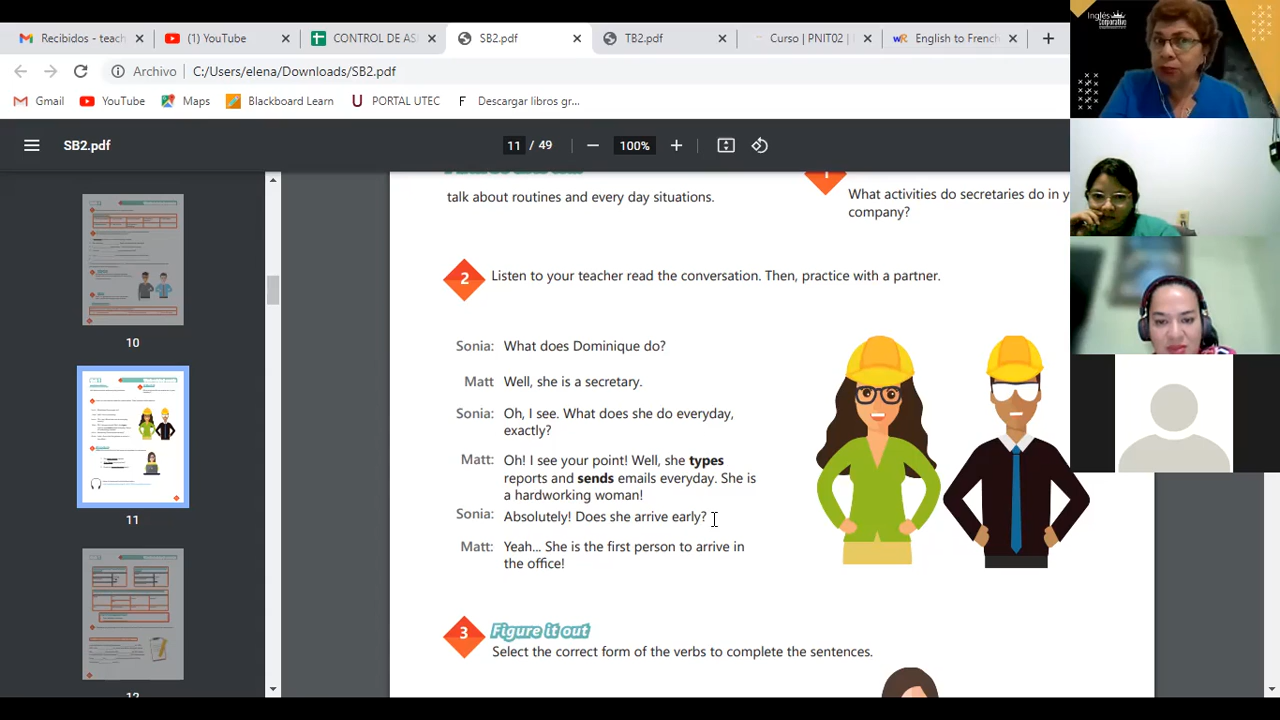 Recibidos - teach
(1) YouTube
CONTROL DE
SB2.pdf
TB2.pdf
Curso | PNIT02 |
English to French
Archivo
C:/Users/elena/Downloads/SB2.pdf
Gmail
YouTube
Maps
Blackboard Learn
PORTAL UTEC
Descargar libros gr...
SB2.pdf
11 / 49
100%
Inglés
Corporativo
10
11
talk about routines and every day situations.
1
What activities do secretaries do in y
company?
2
Listen to your teacher read the conversation. Then, practice with a partner.
Sonia: What does Dominique do?
Matt Well, she is a secretary.
Sonia: Oh, I see. What does she do everyday,
exactly?
Matt: Oh! I see your point! Well, she types
reports and sends emails everyday. She is
a hardworking woman!
Sonia: Absolutely! Does she arrive early?
Matt: Yeah... She is the first person to arrive in
the office!
3
Figure it out
Select the correct form of the verbs to complete the sentences.